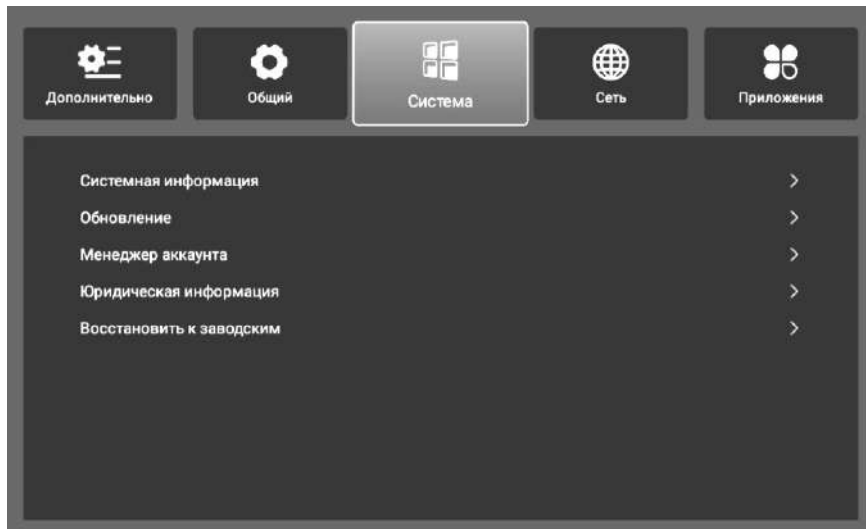 Дополнительно
Общий
Система
Сеть
Приложения
Системная информация
Обновление
Менеджер аккаунта
Юридическая информация
Восстановить к заводским